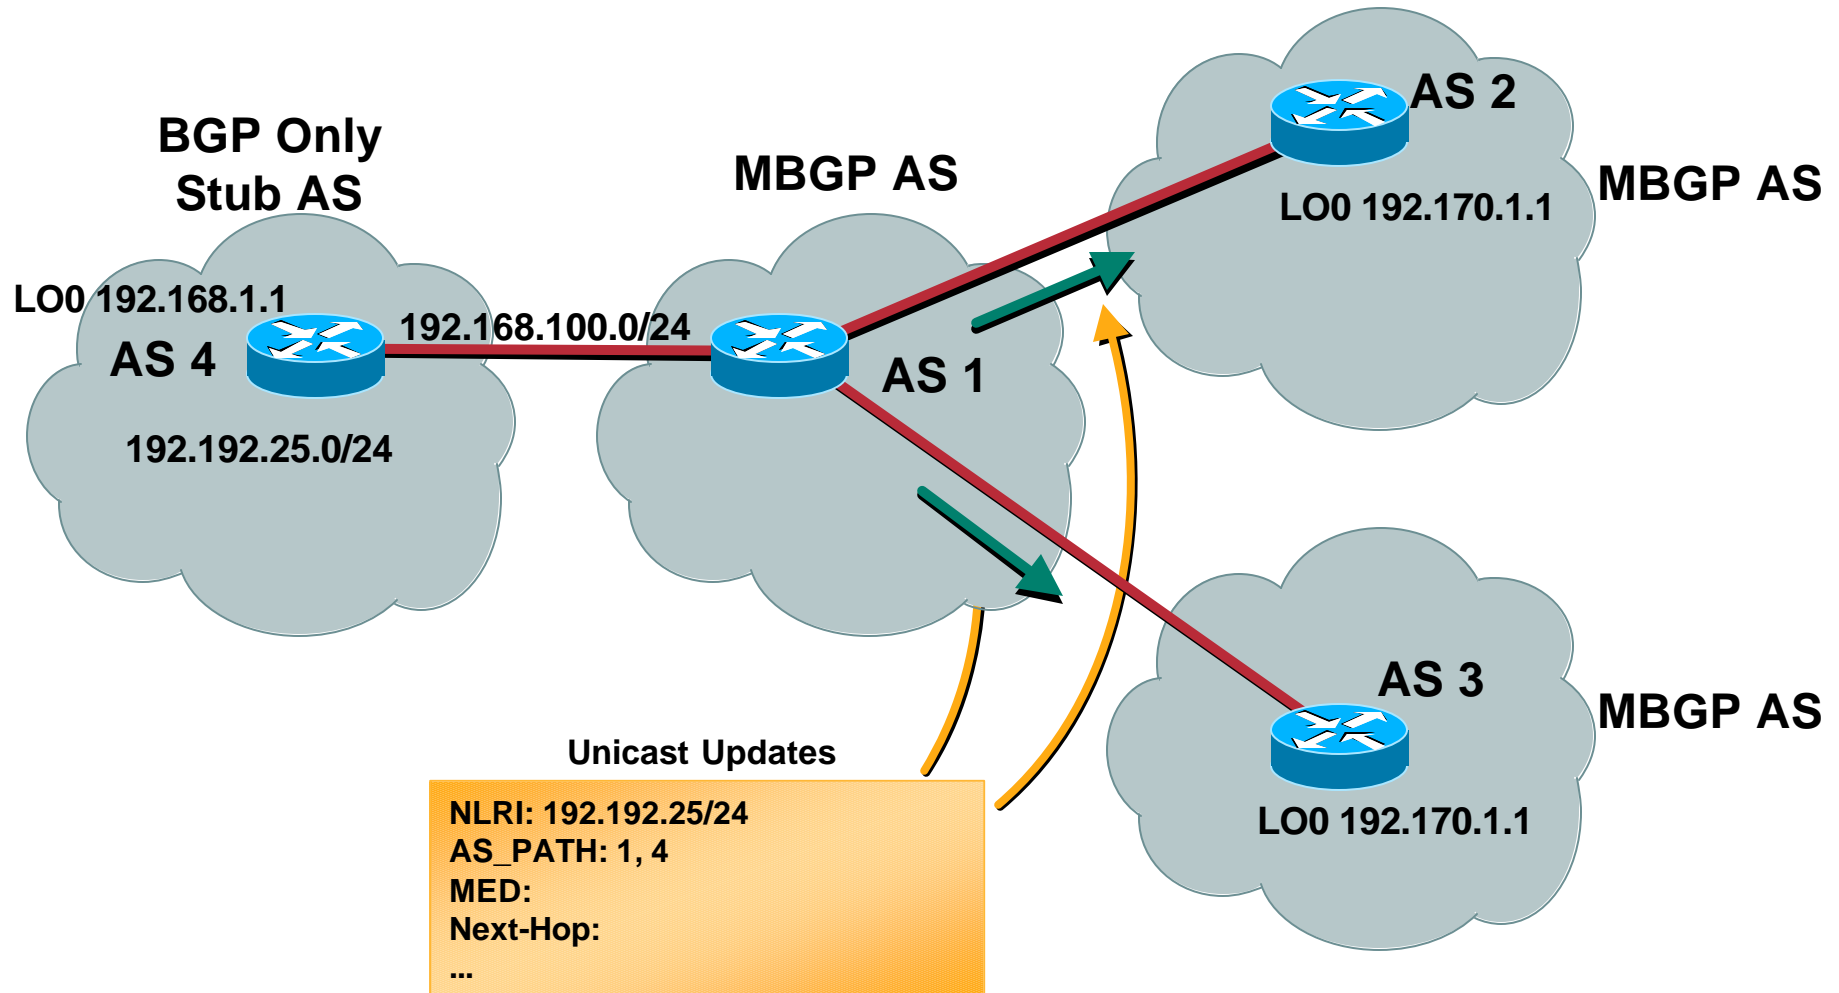 BGP Only
Stub AS
LO0 192.168.1.1
AS 4
192.192.25.0/24
192.168.100.0/24
MBGP AS
AS 1
AS 2
LO0 192.170.1.1
MBGP AS
AS 3
LO0 192.170.1.1
MBGP AS
Unicast Updates
NLRI: 192.192.25/24
AS_PATH: 1, 4
MED:
Next-Hop:
...